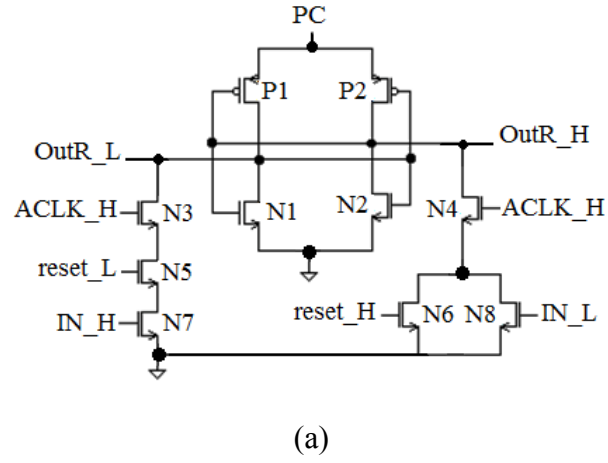 PC
P1 P2
OutR_L OutR_H
ACLK_H N3 N1 N2 N4 ACLK_H
reset_L N5
IN_H N7 reset_H N6 N8 IN_L
(a)